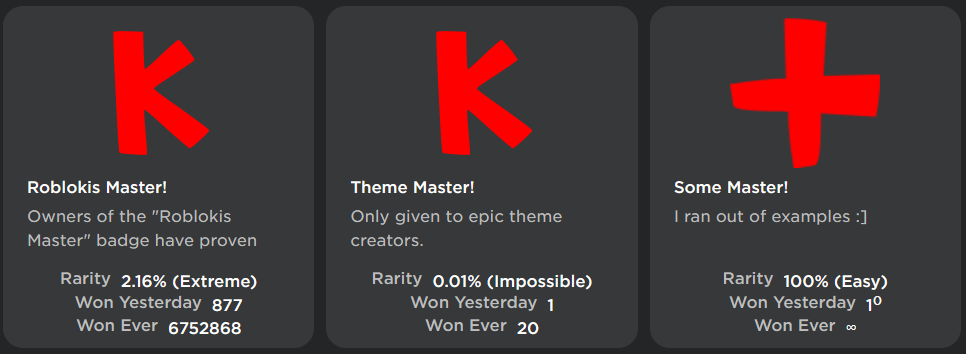 Roblokis Master!
Owners of the "Roblokis
Master" badge have proven
Rarity 2.16% (Extreme)
Won Yesterday 877
Won Ever 6752868
Theme Master!
Only given to epic theme
creators.
Rarity 0.01% (Impossible)
Won Yesterday 1
Won Ever 20
Some Master!
I ran out of examples :]
Rarity 100% (Easy)
Won Yesterday 1⁰
Won Ever ∞